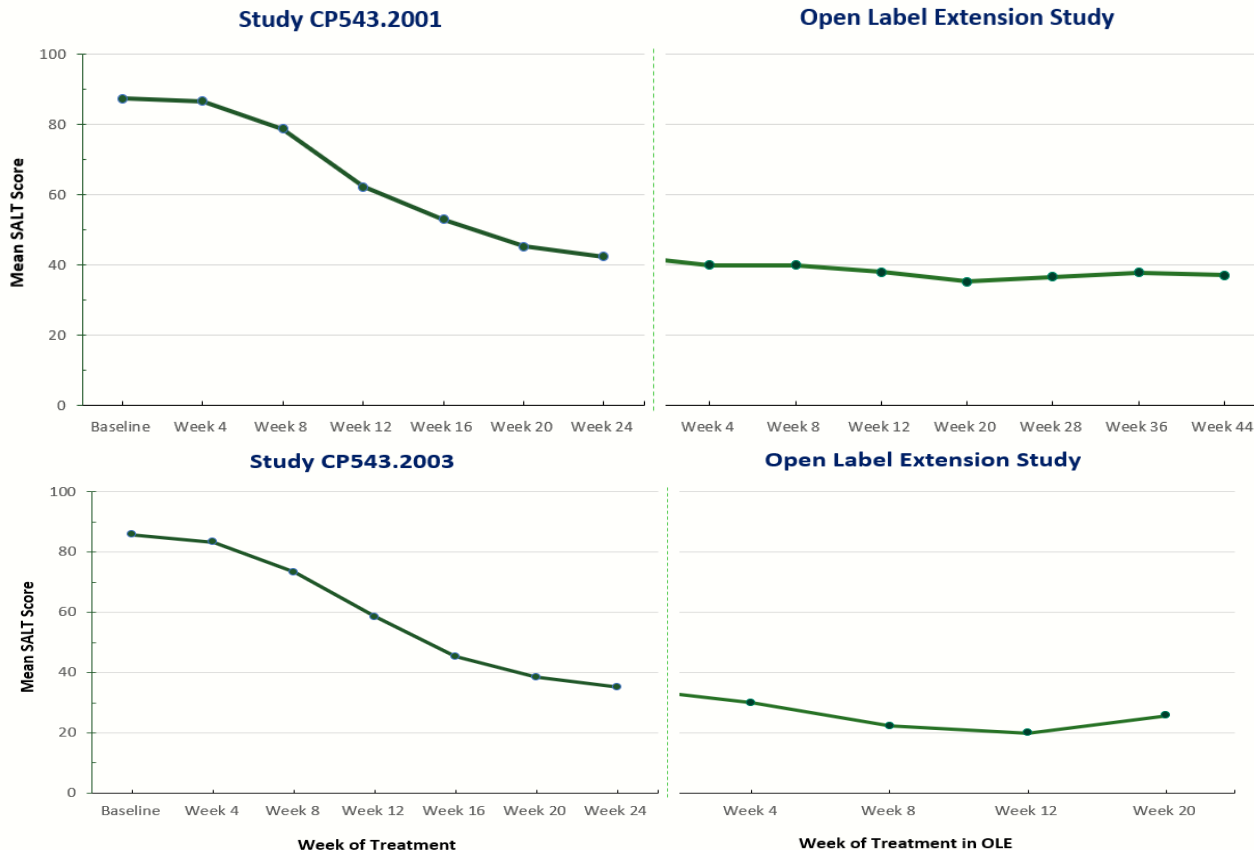 Study CP543.2001
Open Label Extension Study
Mean SALT Score
100
80
60
40
20
0
Baseline Week 4 Week 8 Week 12 Week 16 Week 20 Week 24
Week 4 Week 8 Week 12 Week 20 Week 28 Week 36 Week 44
Study CP543.2003
Open Label Extension Study
Mean SALT Score
100
80
60
40
20
0
Baseline Week 4 Week 8 Week 12 Week 16 Week 20 Week 24
Week 4 Week 8 Week 12 Week 20
Week of Treatment
Week of Treatment in OLE